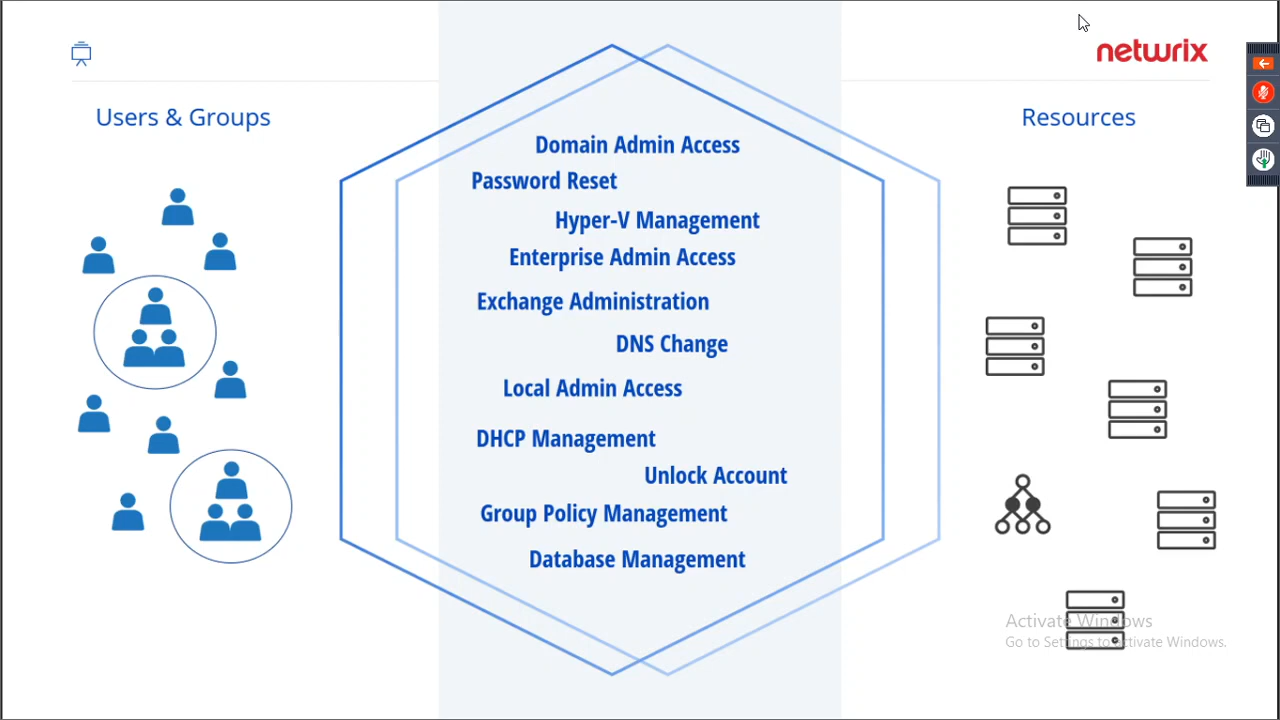 netwrix
Users & Groups
Resources
Domain Admin Access
Password Reset
Hyper-V Management
Enterprise Admin Access
Exchange Administration
DNS Change
Local Admin Access
DHCP Management
Unlock Account
Group Policy Management
Database Management
Activate Windows
Go to Settings to activate Windows.